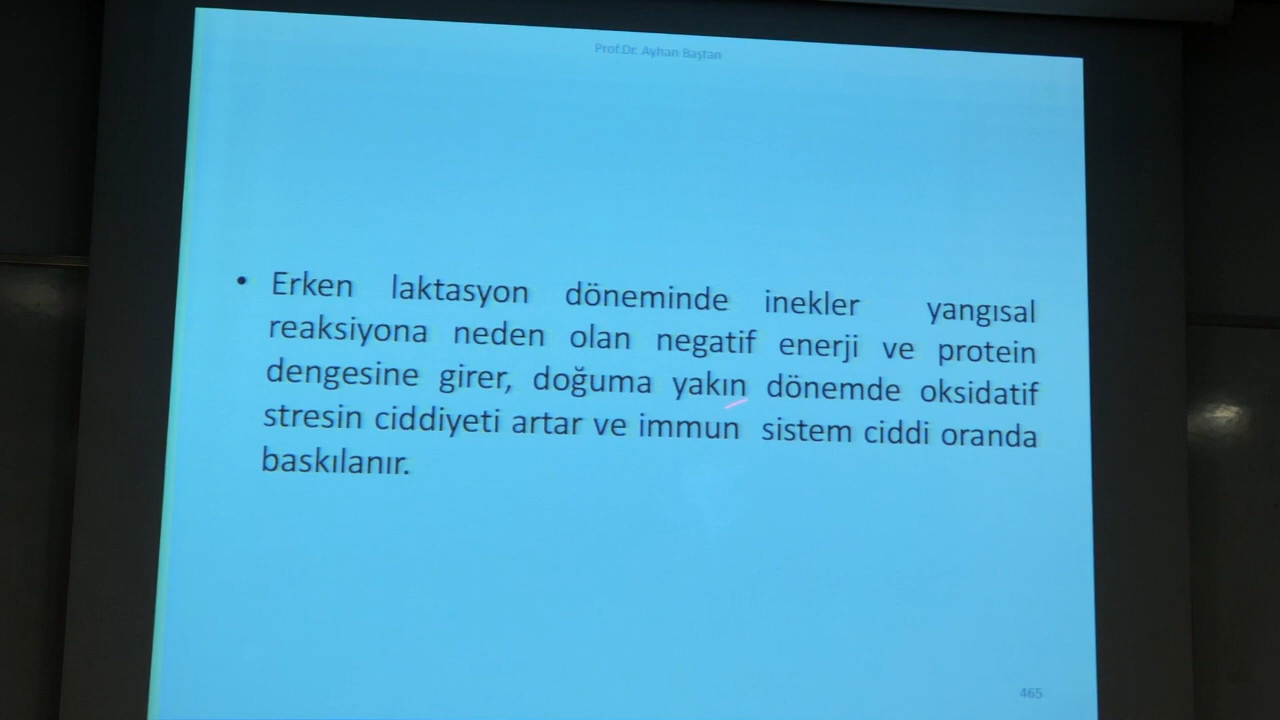 Prof.Dr. Ayhan Baştan
• Erken laktasyon döneminde inekler yangısal
reaksiyona neden olan negatif enerji ve protein
dengesine girer, doğuma yakın dönemde oksidatif
stresin ciddiyeti artar ve immun sistem ciddi oranda
baskılanır.
465